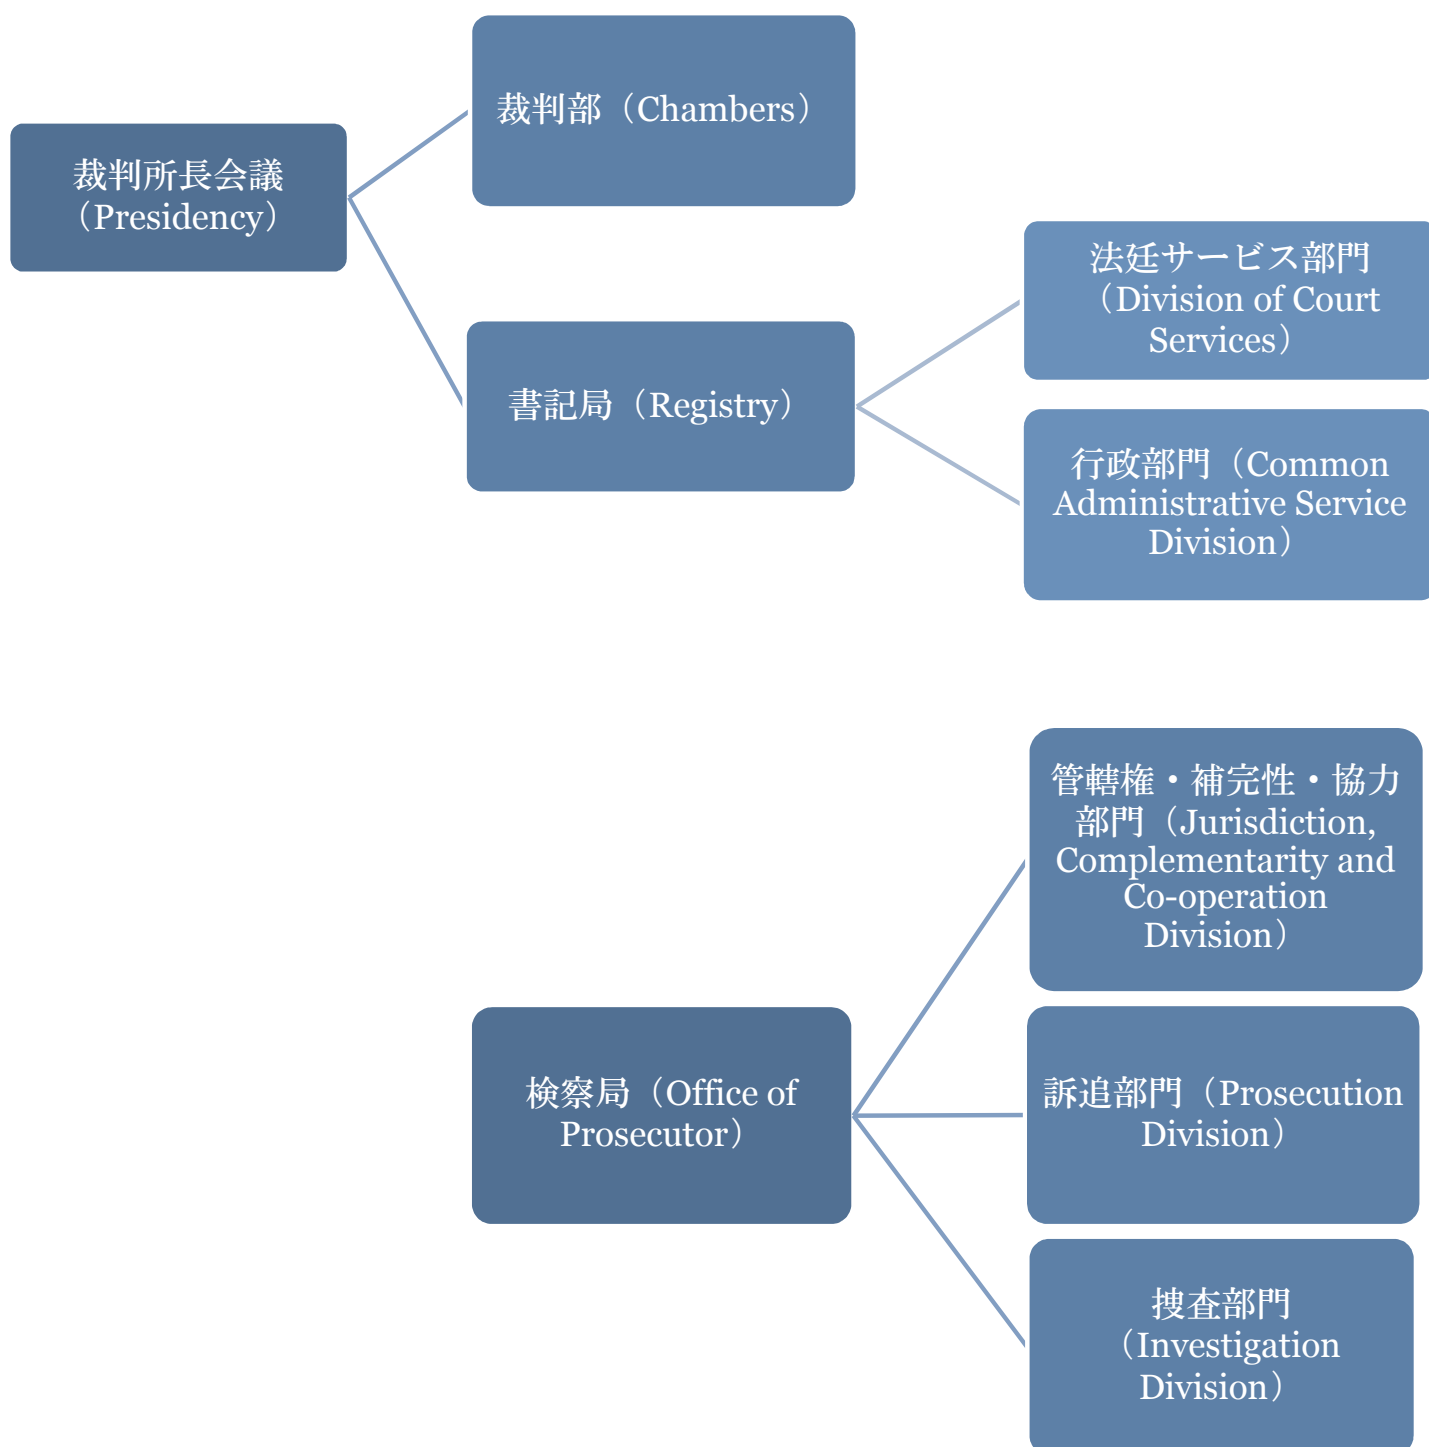 裁判部（Chambers）
裁判所長会議
（Presidency）
法廷サービス部門
（Division of Court
Services）
書記局（Registry）
行政部門（Common
Administrative Service
Division）
管轄権・補完性・協力
部門（Jurisdiction,
Complementarity and
Co-operation
Division）
検察局（Office of
Prosecutor）
訴追部門（Prosecution
Division）
捜査部門
（Investigation
Division）